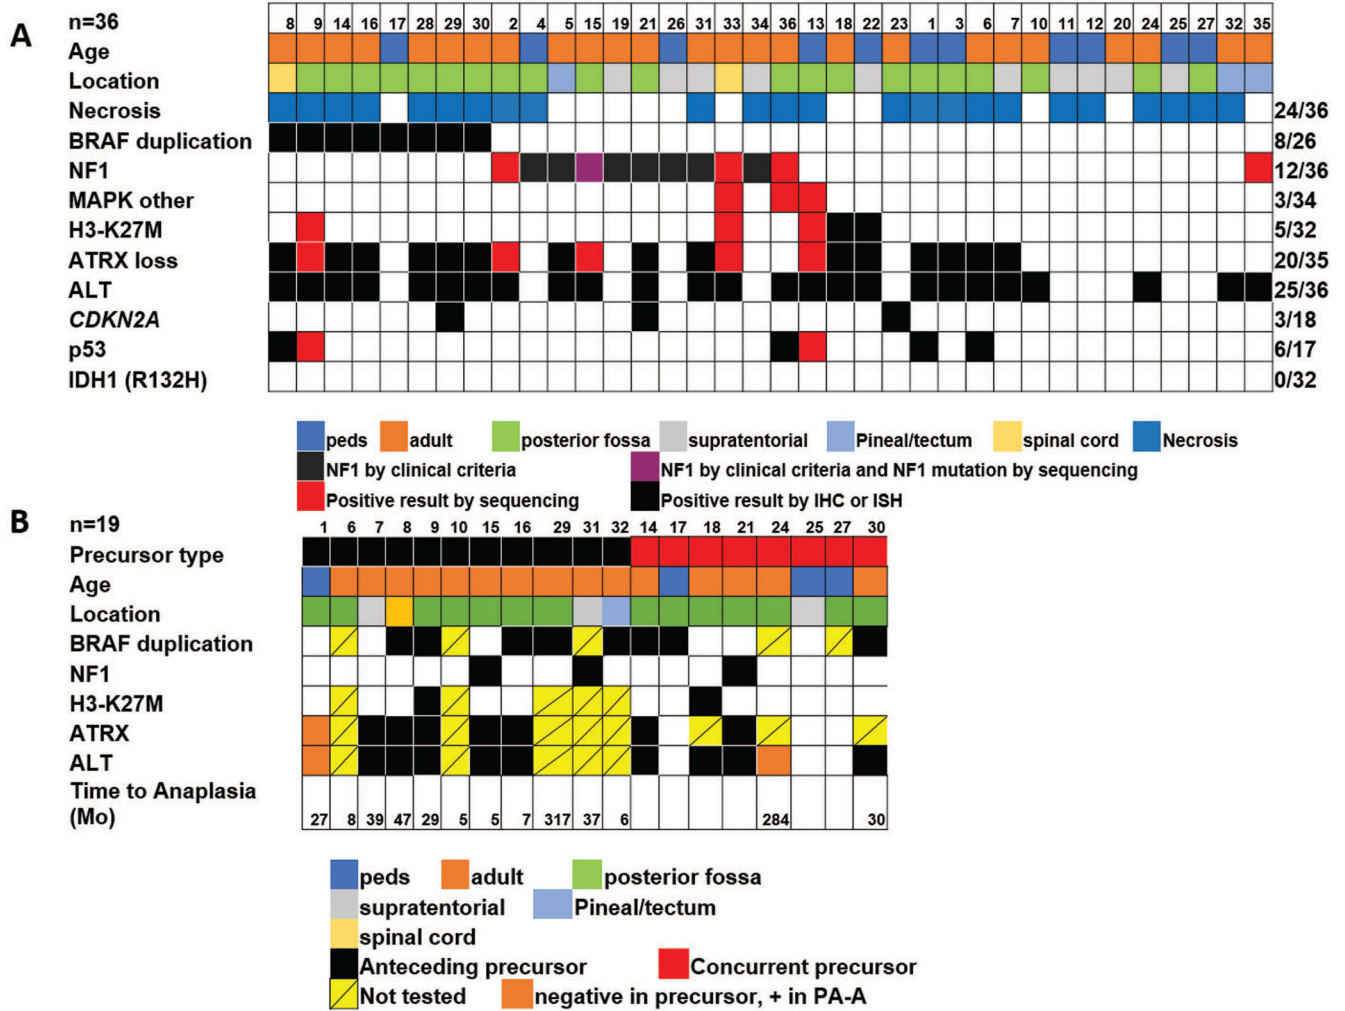 A
n=36 8 9 14 16 17 28 29 30 2 4 5 15 19 21 26 31 33 34 36 13 18 22 23 1 3 6 7 10 11 12 20 24 25 27 32 35
Age
Location
Necrosis 24/36
BRAF duplication 8/26
NF1 12/36
MAPK other 3/34
H3-K27M 5/32
ATRX loss 20/35
ALT 25/36
CDKN2A 3/18
p53 6/17
IDH1 (R132H) 0/32
peds adult posterior fossa supratentorial Pineal/tectum spinal cord Necrosis
NF1 by clinical criteria NF1 by clinical criteria and NF1 mutation by sequencing
Positive result by sequencing Positive result by IHC or ISH
B
n=19 1 6 7 8 9 10 15 16 29 31 32 14 17 18 21 24 25 27 30
Precursor type
Age
Location
BRAF duplication
NF1
H3-K27M
ATRX
ALT
Time to Anaplasia
(Mo) 27 8 39 47 29 5 5 7 317 37 6 284 30
peds adult posterior fossa
supratentorial Pineal/tectum
spinal cord
Anteceding precursor Concurrent precursor
Not tested negative in precursor, + in PA-A